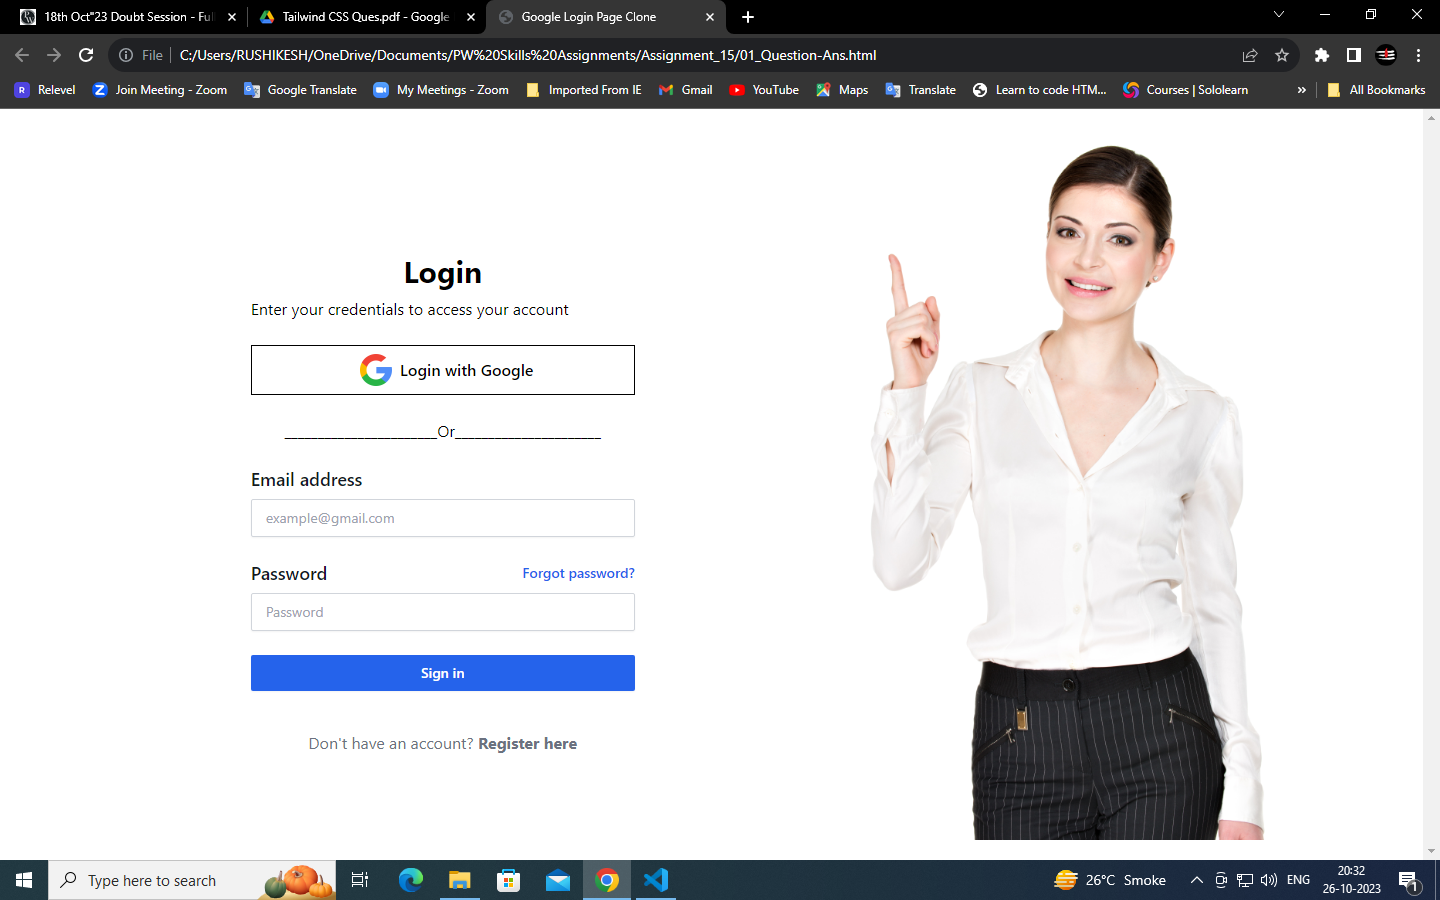 18th Oct"23 Doubt Session - Ful
Tailwind CSS Ques.pdf - Google
Google Login Page Clone
File
C:/Users/RUSHIKESH/OneDrive/Documents/PW%20Skills%20Assignments/Assignment_15/01_Question-Ans.html
Relevel
Join Meeting - Zoom
Google Translate
My Meetings - Zoom
Imported From IE
Gmail
YouTube
Maps
Translate
Learn to code HTM...
Courses | Sololearn
»
All Bookmarks
Login
Enter your credentials to access your account
Login with Google
_______________________Or______________________
Email address
example@gmail.com
Password Forgot password?
Password
Sign in
Don't have an account? Register here
Type here to search
26°C Smoke
ENG
20:32
26-10-2023
1